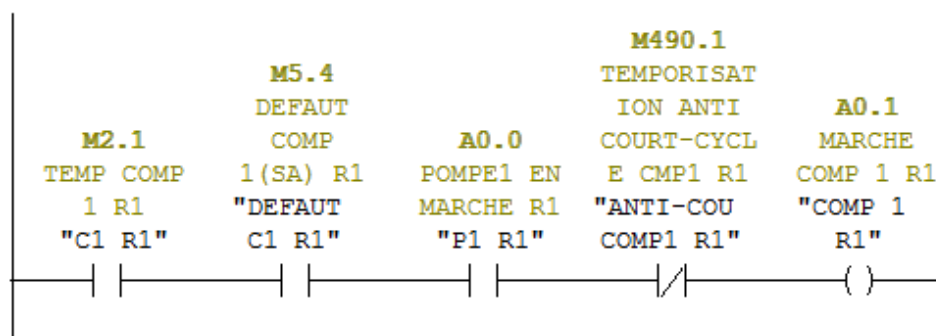 M2.1
TEMP COMP
1 R1
"C1 R1"
M5.4
DEFAUT
COMP
1(SA) R1
"DEFAUT
C1 R1"
A0.0
POMPE1 EN
MARCHE R1
"P1 R1"
M490.1
TEMPORISAT
ION ANTI
COURT-CYCL
E CMP1 R1
"ANTI-COU
COMP1 R1"
A0.1
MARCHE
COMP 1 R1
"COMP 1
R1"